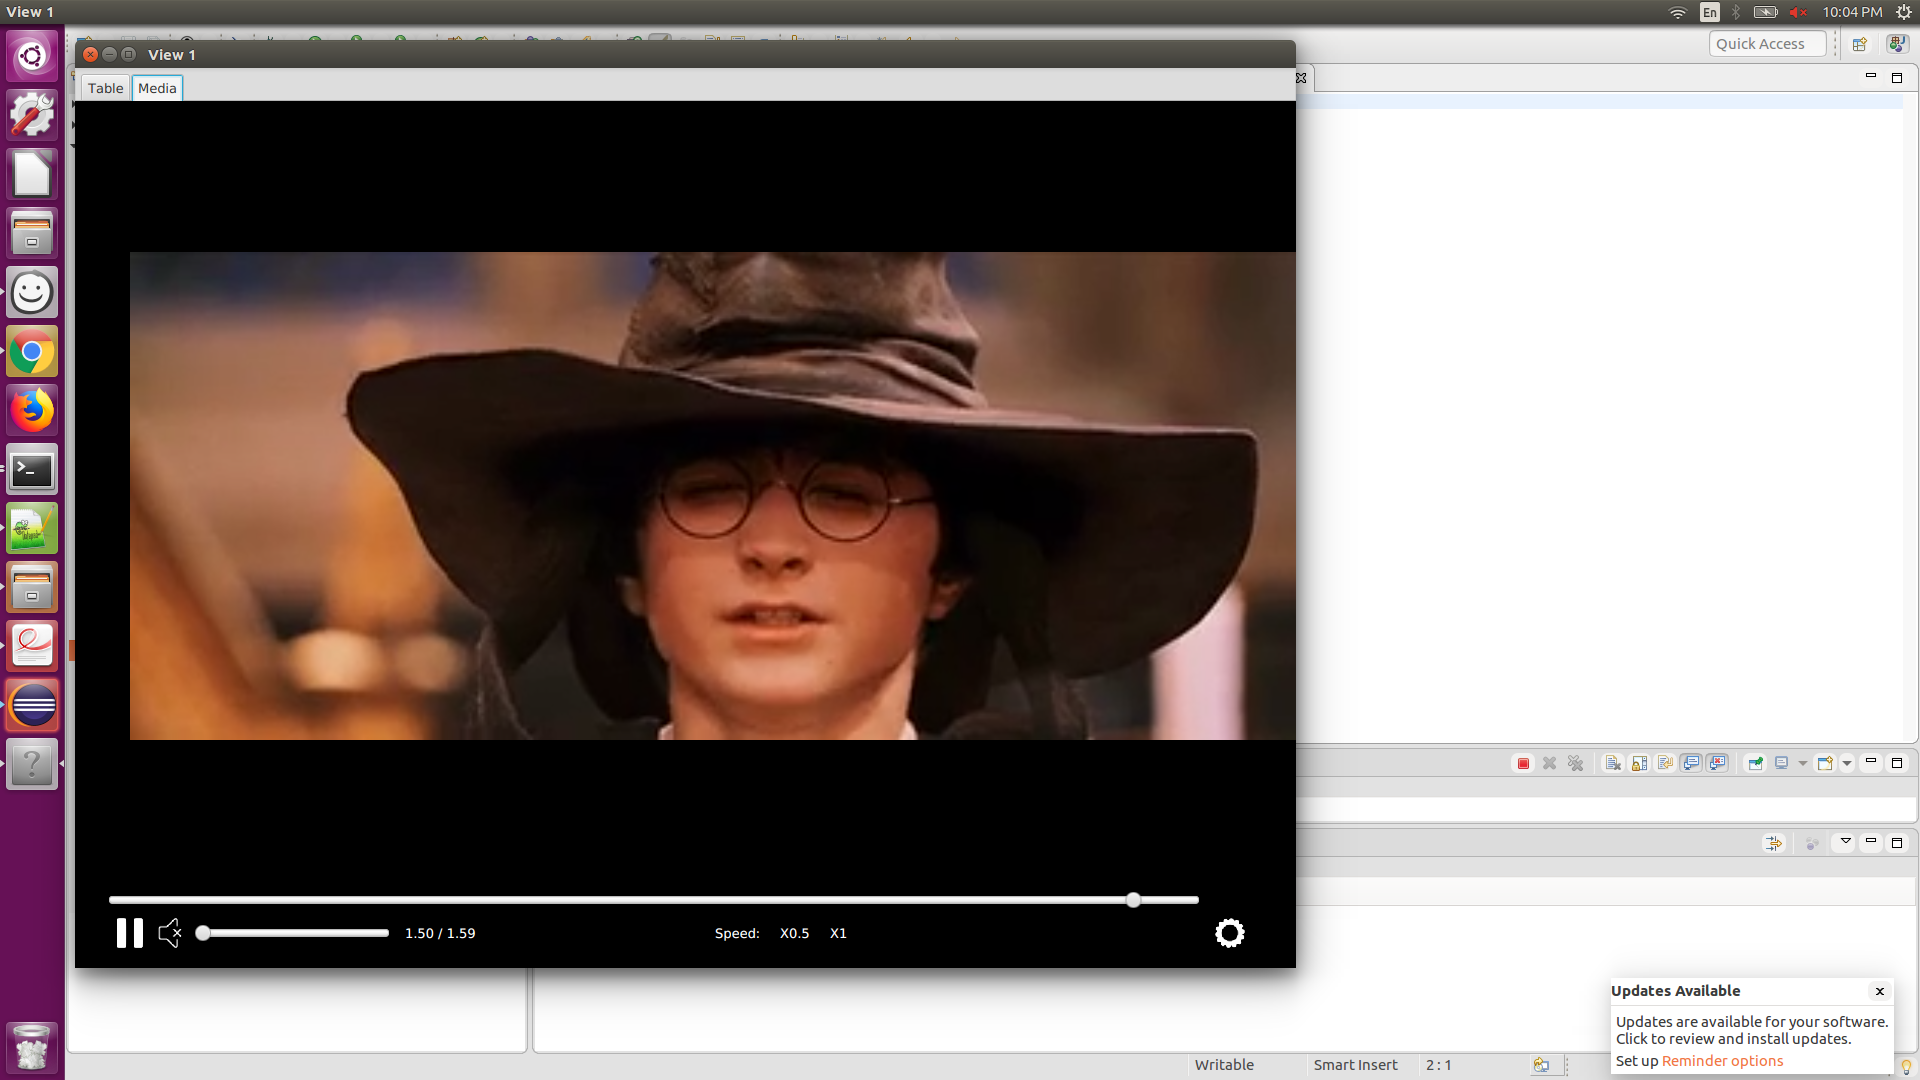 View 1
En
10:04 PM
Quick Access
View 1
Table
Media
1.50 / 1.59
Speed:
X0.5
X1
Updates Available
Updates are available for your software.
Click to review and install updates.
Set up Reminder options
Writable
Smart Insert
2 : 1